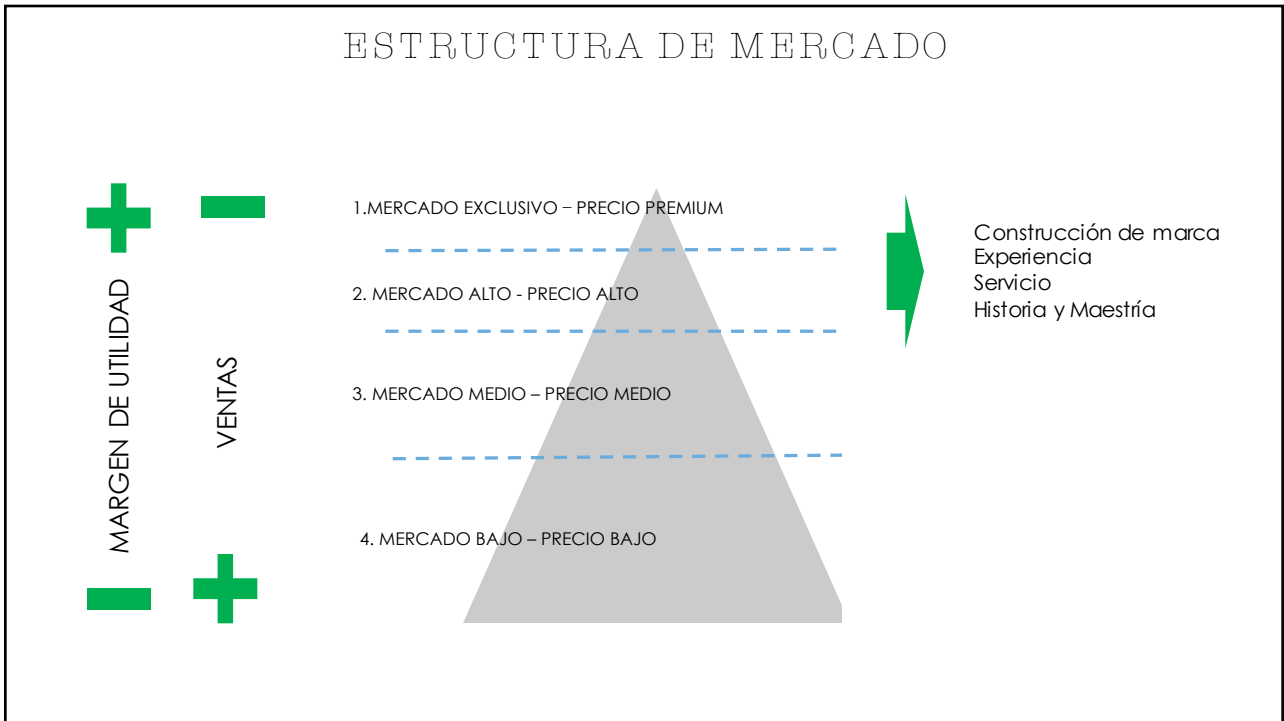 ESTRUCTURA DE MERCADO
MARGEN DE UTILIDAD
VENTAS
1.MERCADO EXCLUSIVO – PRECIO PREMIUM
2. MERCADO ALTO - PRECIO ALTO
3. MERCADO MEDIO – PRECIO MEDIO
4. MERCADO BAJO – PRECIO BAJO
Construcción de marca
Experiencia
Servicio
Historia y Maestría